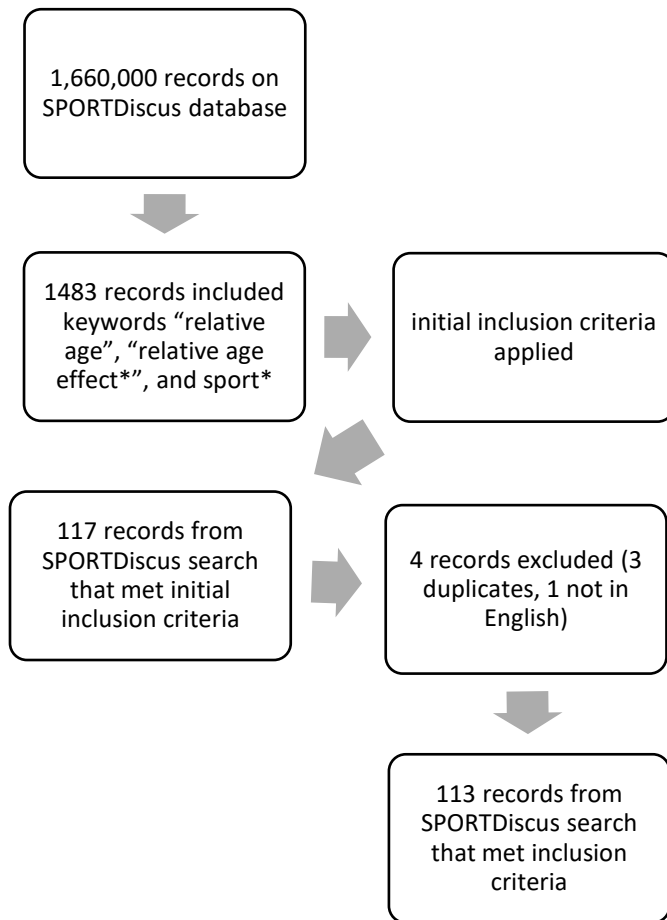 1,660,000 records on
SPORTDiscus database
1483 records included
keywords “relative
age”, “relative age
effect*”, and sport*
initial inclusion criteria
applied
117 records from
SPORTDiscus search
that met initial
inclusion criteria
4 records excluded (3
duplicates, 1 not in
English)
113 records from
SPORTDiscus search
that met inclusion
criteria